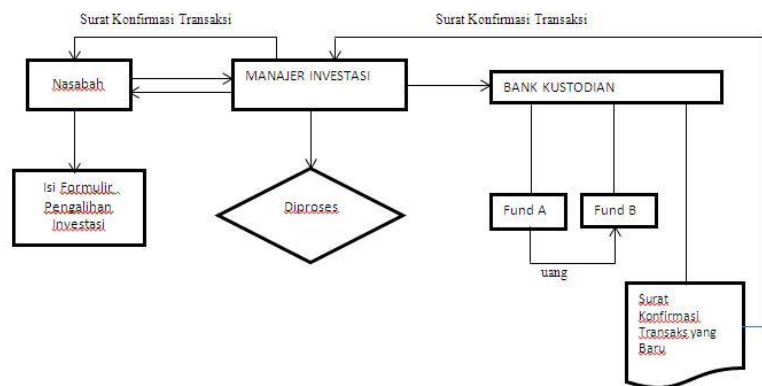 Surat Konfirmasi Transaksi
Surat Konfirmasi Transaksi
Nasabah
MANAJER INVESTASI
BANK KUSTODIAN
Isi Formulir
Pengalihan
Investasi
Diproses
Fund A
Fund B
uang
Surat
Konfirmasi
Transaks yang
Baru